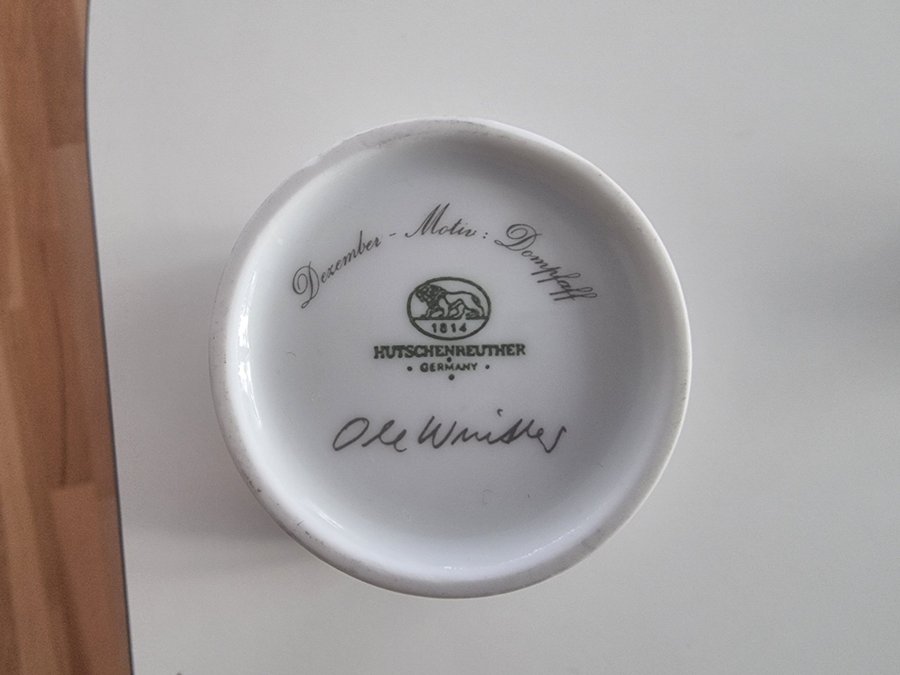 Dezember - Motiv: Dompfaff
1814
HUTSCHENREUTHER
GERMANY
Ole Winther